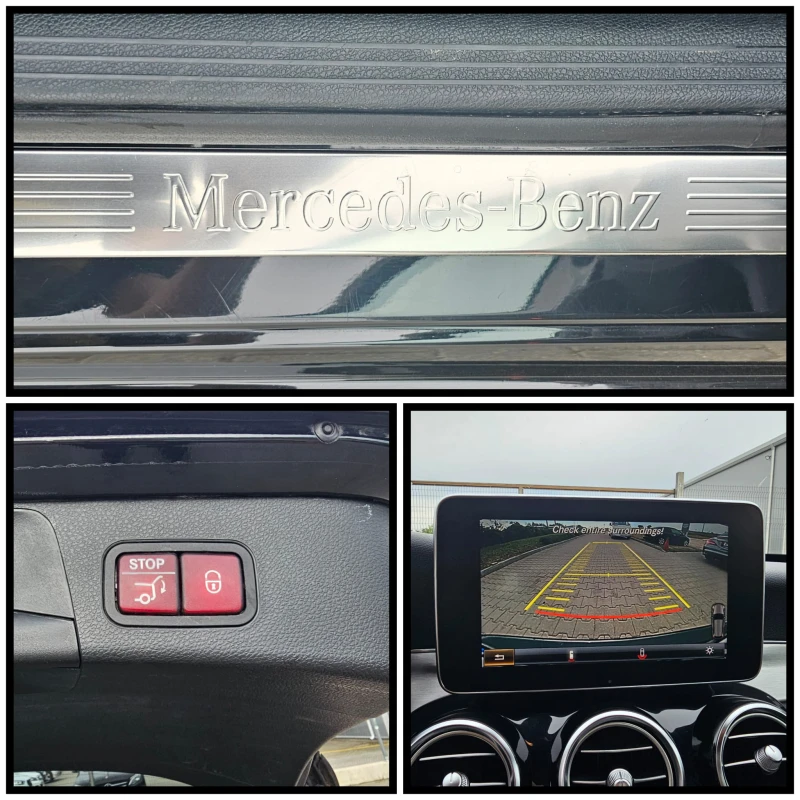 Mercedes-Benz
STOP
Check entire surroundings!